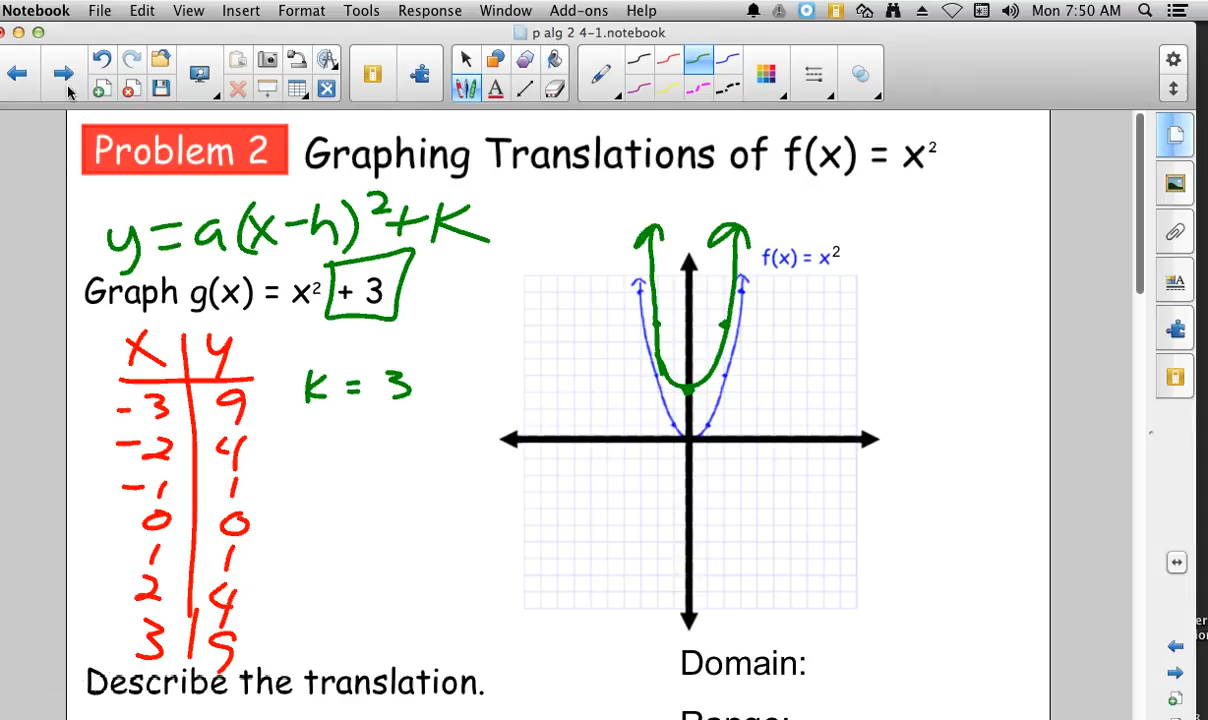 Notebook File Edit View Insert Format Tools Response Window Add-ons Help Mon 7:50 AM
p alg 2 4-1.notebook
Problem 2 Graphing Translations of f(x) = x²
y = a(x-h)²+k
f(x) = x²
Graph g(x) = x² + 3
x y
k = 3
-3 9
-2 4
-1 1
0 0
1 1
2 4
3 9
Domain:
Describe the translation.
Range: